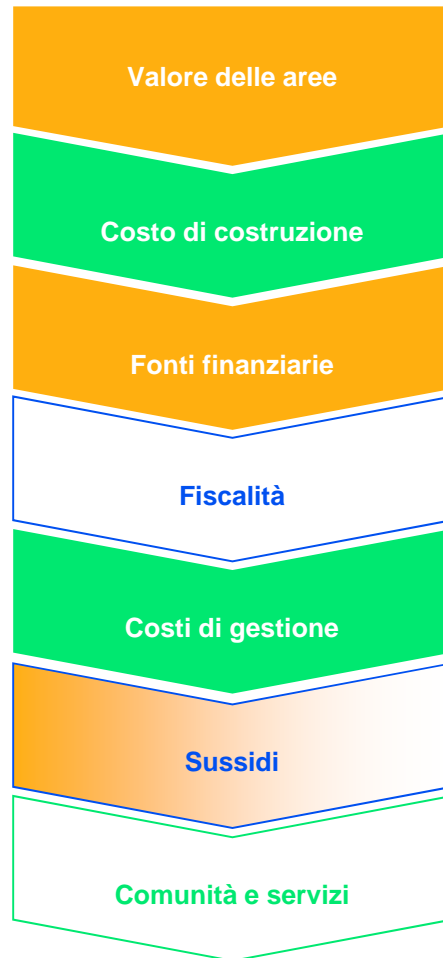 Valore delle aree
Costo di costruzione
Fonti finanziarie
Fiscalità
Costi di gestione
Sussidi
Comunità e servizi